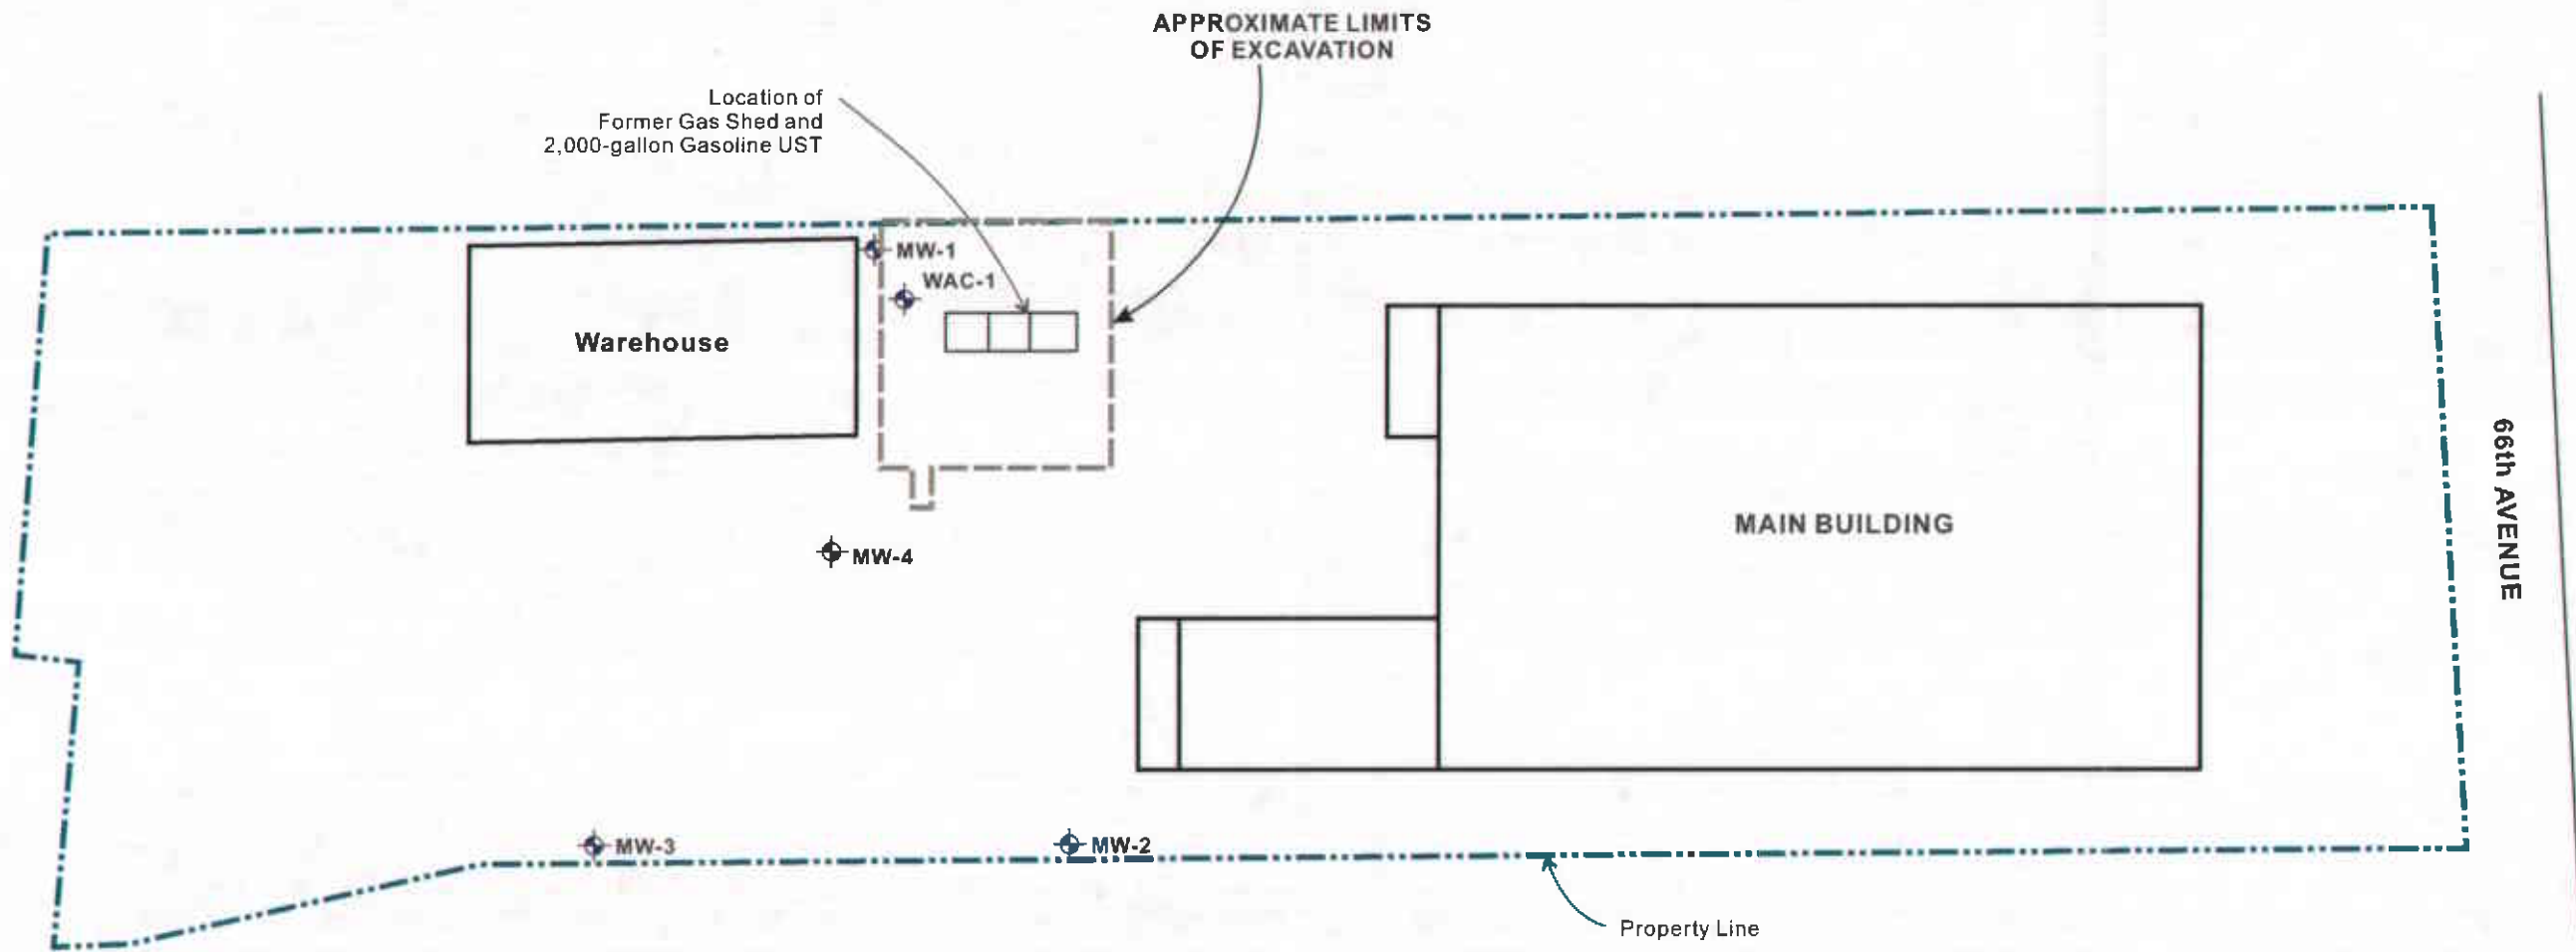 APPROXIMATE LIMITS
OF EXCAVATION
Location of
Former Gas Shed and
2,000-gallon Gasoline UST
MW-1
WAC-1
Warehouse
MAIN BUILDING
66th AVENUE
MW-4
MW-3
MW-2
Property Line